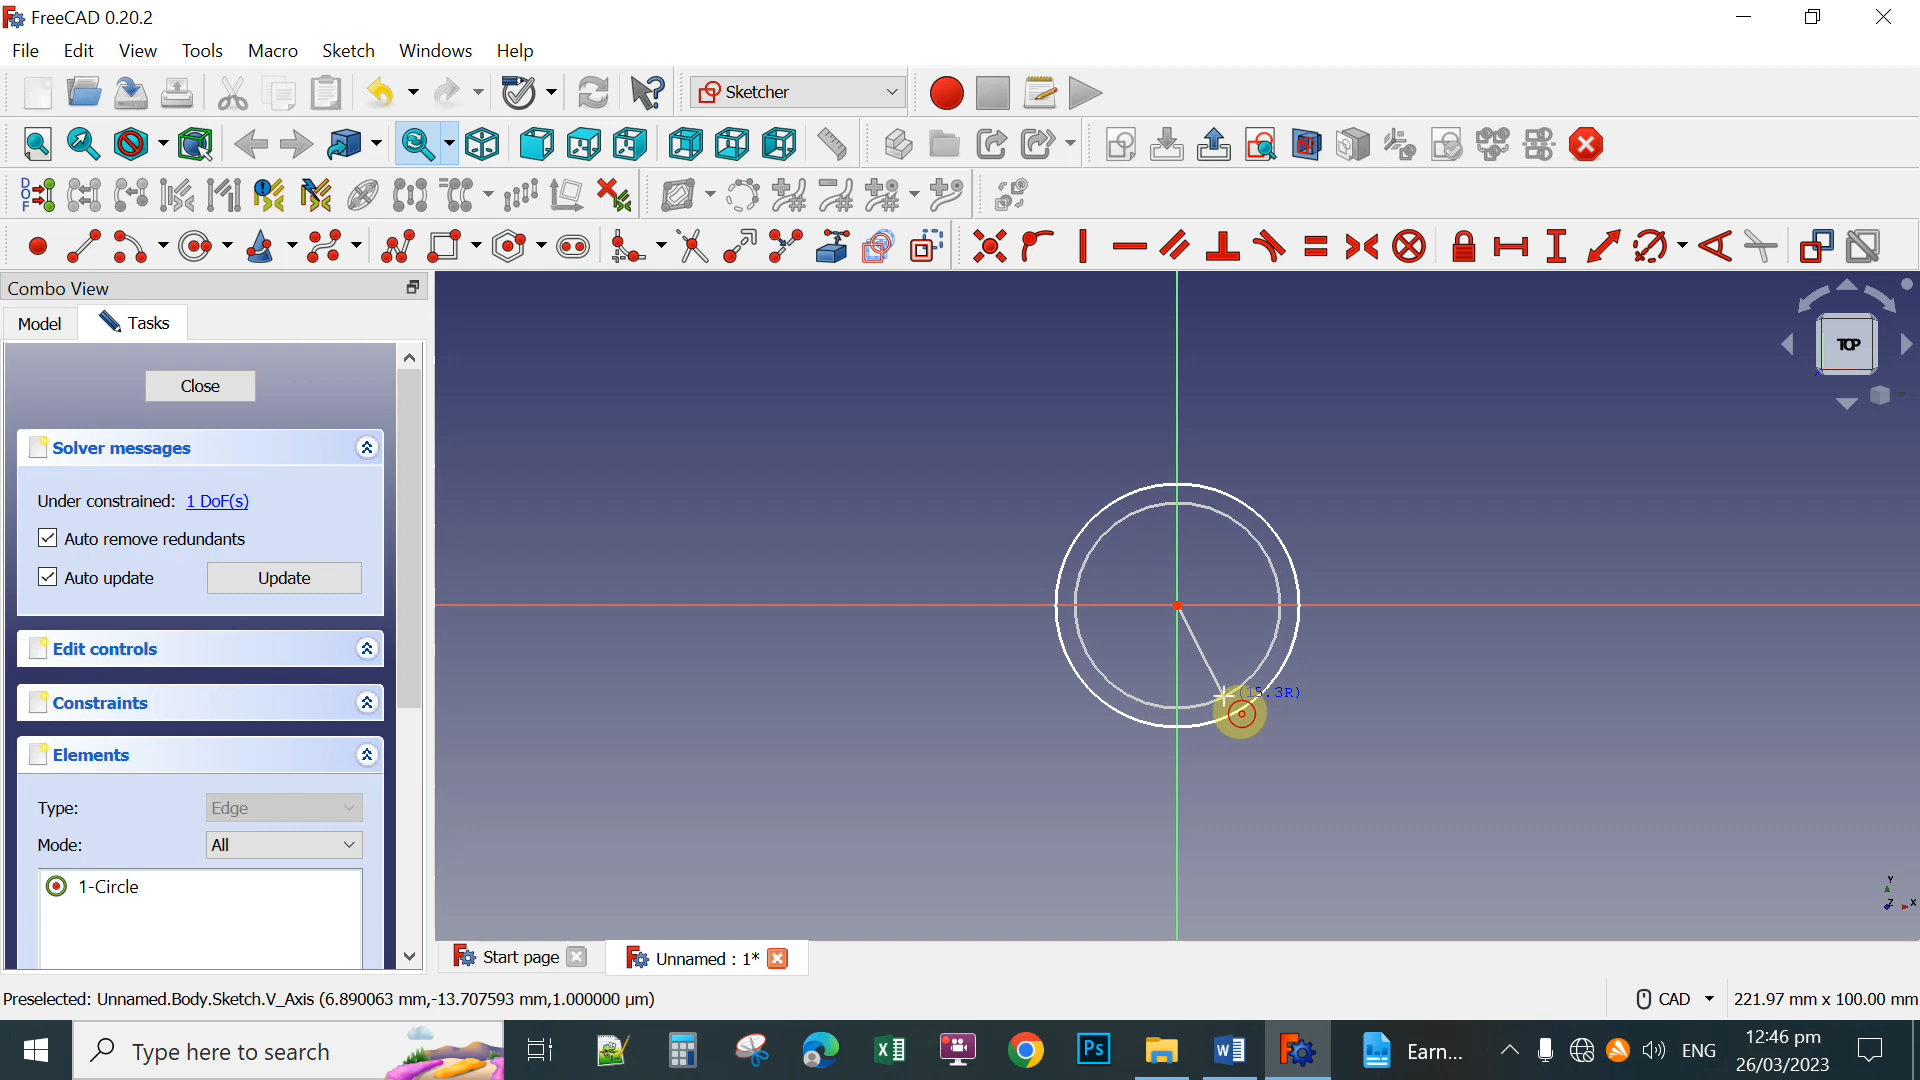 FreeCAD 0.20.2
File Edit View Tools Macro Sketch Windows Help
Sketcher
Combo View
Model Tasks
Close
Solver messages
Under constrained: 1 DoF(s)
Auto remove redundants
Auto update Update
Edit controls
Constraints
Elements
Type: Edge
Mode: All
1-Circle
TOP
(15.3R)
Y
Z X
Start page Unnamed : 1*
Preselected: Unnamed.Body.Sketch.V_Axis (6.890063 mm,-13.707593 mm,1.000000 μm)
CAD 221.97 mm x 100.00 mm
Type here to search
Ps
Earn...
ENG
12:46 pm
26/03/2023